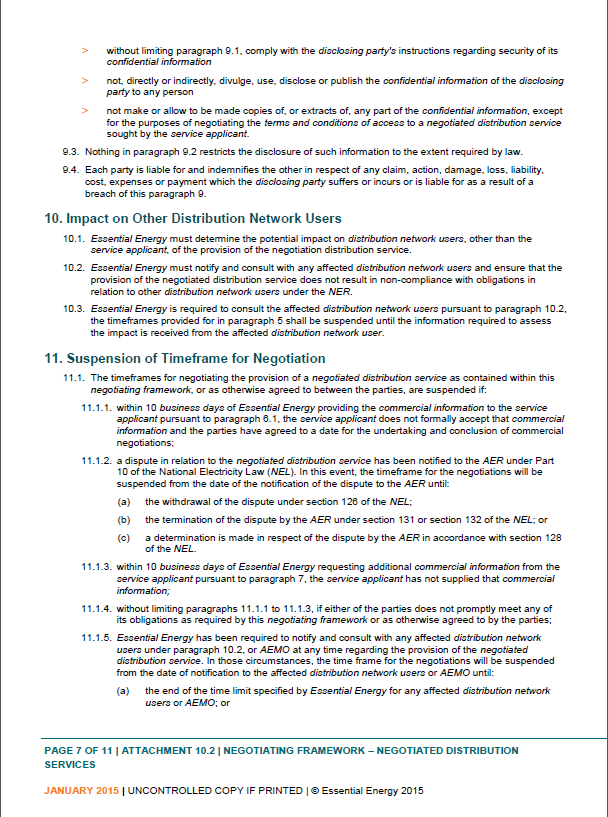 > without limiting paragraph 9.1, comply with the disclosing party's instructions regarding security of its
confidential information
> not, directly or indirectly, divulge, use, disclose or publish the confidential information of the disclosing
party to any person
> not make or allow to be made copies of, or extracts of, any part of the confidential information, except
for the purposes of negotiating the terms and conditions of access to a negotiated distribution service
sought by the service applicant.
9.3. Nothing in paragraph 9.2 restricts the disclosure of such information to the extent required by law.
9.4. Each party is liable for and indemnifies the other in respect of any claim, action, damage, loss, liability,
cost, expenses or payment which the disclosing party suffers or incurs or is liable for as a result of a
breach of this paragraph 9.
10. Impact on Other Distribution Network Users
10.1. Essential Energy must determine the potential impact on distribution network users, other than the
service applicant, of the provision of the negotiation distribution service.
10.2. Essential Energy must notify and consult with any affected distribution network users and ensure that the
provision of the negotiated distribution service does not result in non-compliance with obligations in
relation to other distribution network users under the NER.
10.3. Essential Energy is required to consult the affected distribution network users pursuant to paragraph 10.2,
the timeframes provided for in paragraph 5 shall be suspended until the information required to assess
the impact is received from the affected distribution network user.
11. Suspension of Timeframe for Negotiation
11.1. The timeframes for negotiating the provision of a negotiated distribution service as contained within this
negotiating framework, or as otherwise agreed to between the parties, are suspended if:
11.1.1. within 10 business days of Essential Energy providing the commercial information to the service
applicant pursuant to paragraph 6.1, the service applicant does not formally accept that commercial
information and the parties have agreed to a date for the undertaking and conclusion of commercial
negotiations;
11.1.2. a dispute in relation to the negotiated distribution service has been notified to the AER under Part
10 of the National Electricity Law (NEL). In this event, the timeframe for the negotiations will be
suspended from the date of the notification of the dispute to the AER until:
(a) the withdrawal of the dispute under section 126 of the NEL;
(b) the termination of the dispute by the AER under section 131 or section 132 of the NEL; or
(c) a determination is made in respect of the dispute by the AER in accordance with section 128
of the NEL.
11.1.3. within 10 business days of Essential Energy requesting additional commercial information from the
service applicant pursuant to paragraph 7, the service applicant has not supplied that commercial
information;
11.1.4. without limiting paragraphs 11.1.1 to 11.1.3, if either of the parties does not promptly meet any of
its obligations as required by this negotiating framework or as otherwise agreed to by the parties;
11.1.5. Essential Energy has been required to notify and consult with any affected distribution network
users under paragraph 10.2, or AEMO at any time regarding the provision of the negotiated
distribution service. In those circumstances, the time frame for the negotiations will be suspended
from the date of notification to the affected distribution network users or AEMO until:
(a) the end of the time limit specified by Essential Energy for any affected distribution network
users or AEMO; or
PAGE 7 OF 11 | ATTACHMENT 10.2 | NEGOTIATING FRAMEWORK – NEGOTIATED DISTRIBUTION
SERVICES
JANUARY 2015 | UNCONTROLLED COPY IF PRINTED | © Essential Energy 2015